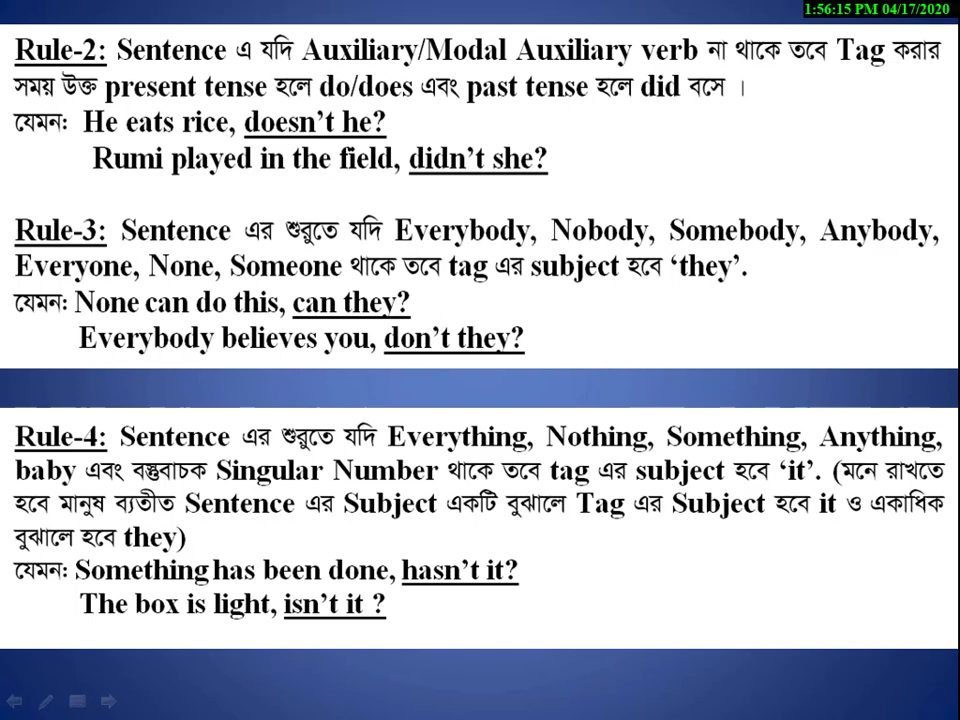 1:56:15 PM 04/17/2020
Rule-2: Sentence এ যদি Auxiliary/Modal Auxiliary verb না থাকে তবে Tag করার
সময় উক্ত present tense হলে do/does এবং past tense হলে did বসে ।
যেমনঃ He eats rice, doesn’t he?
Rumi played in the field, didn’t she?
Rule-3: Sentence এর শুরুতে যদি Everybody, Nobody, Somebody, Anybody,
Everyone, None, Someone থাকে তবে tag এর subject হবে ‘they’.
যেমনঃ None can do this, can they?
Everybody believes you, don’t they?
Rule-4: Sentence এর শুরুতে যদি Everything, Nothing, Something, Anything,
baby এবং বস্তুবাচক Singular Number থাকে তবে tag এর subject হবে ‘it’. (মনে রাখতে
হবে মানুষ ব্যতীত Sentence এর Subject একটি বুঝালে Tag এর Subject হবে it ও একাধিক
বুঝালে হবে they)
যেমনঃ Something has been done, hasn’t it?
The box is light, isn’t it ?